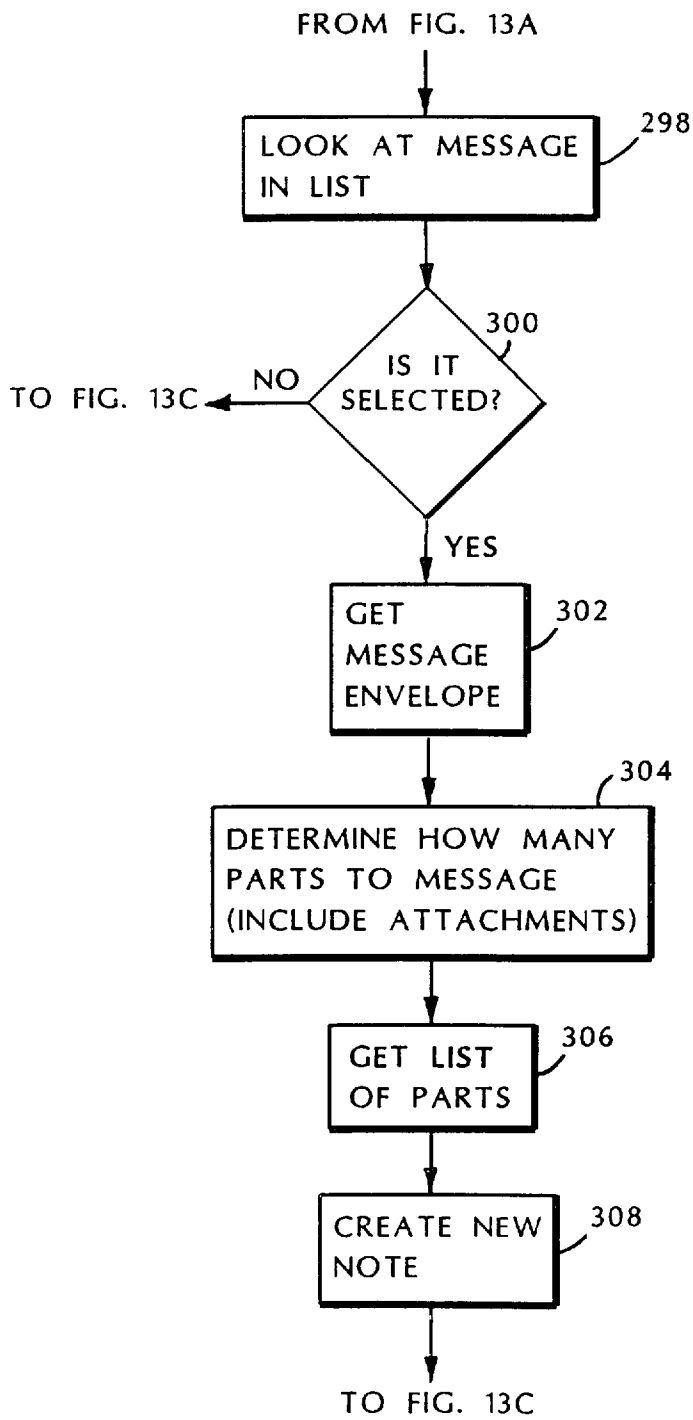 FROM FIG. 13A
298
LOOK AT MESSAGE
IN LIST
300
IS IT
SELECTED?
NO
TO FIG. 13C
YES
302
GET
MESSAGE
ENVELOPE
304
DETERMINE HOW MANY
PARTS TO MESSAGE
(INCLUDE ATTACHMENTS)
306
GET LIST
OF PARTS
308
CREATE NEW
NOTE
TO FIG. 13C